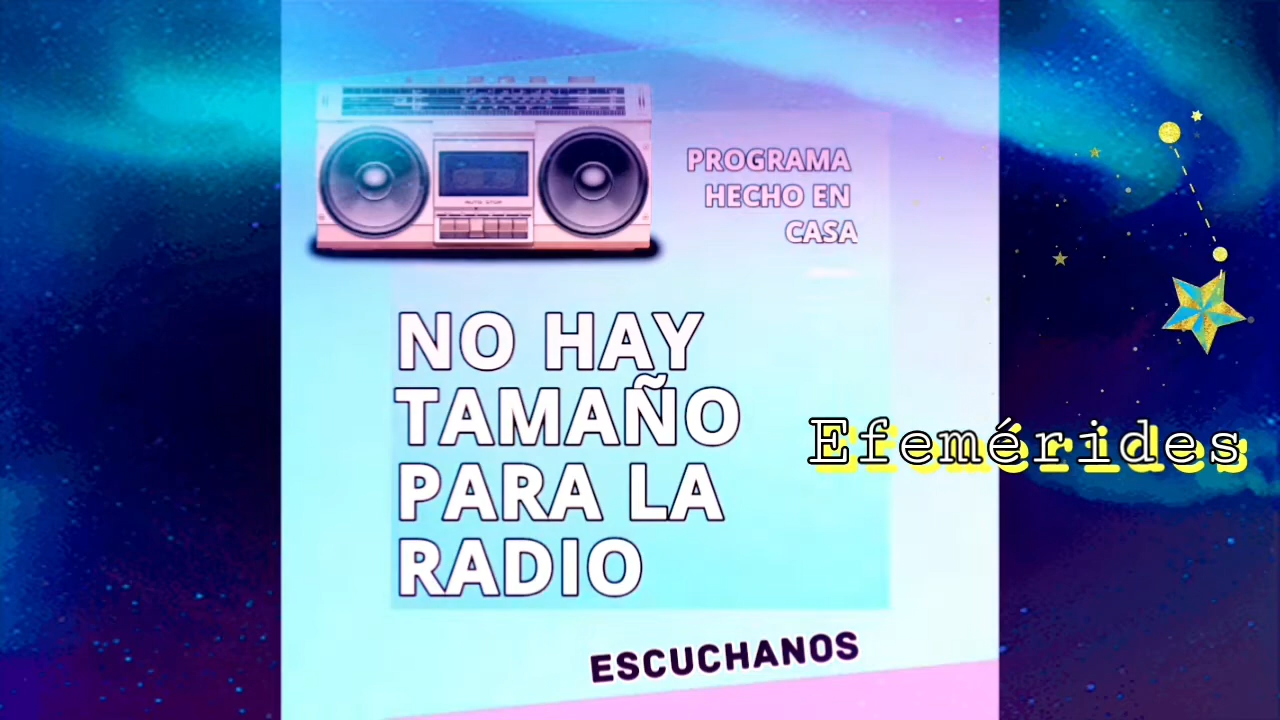 PROGRAMA
HECHO EN
CASA
NO HAY
TAMAÑO
PARA LA
RADIO
Efemérides
ESCUCHANOS